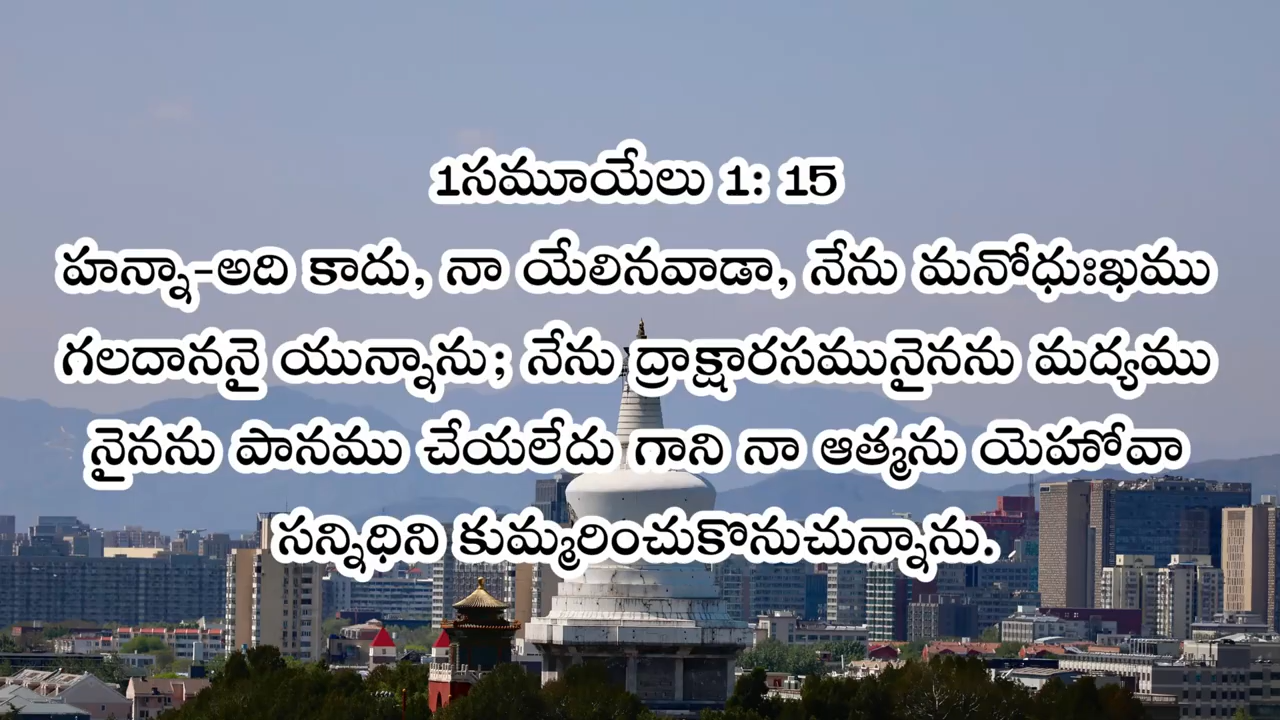 1సమూయేలు 1: 15
హన్నా-అది కాదు, నా యేలినవాడా, నేను మనోధుఃఖము
గలదాననై యున్నాను; నేను ద్రాక్షారసమునైనను మద్యము
నైనను పానము చేయలేదు గాని నా ఆత్మను యెహోవా
సన్నిధిని కుమ్మరించుకొనుచున్నాను.